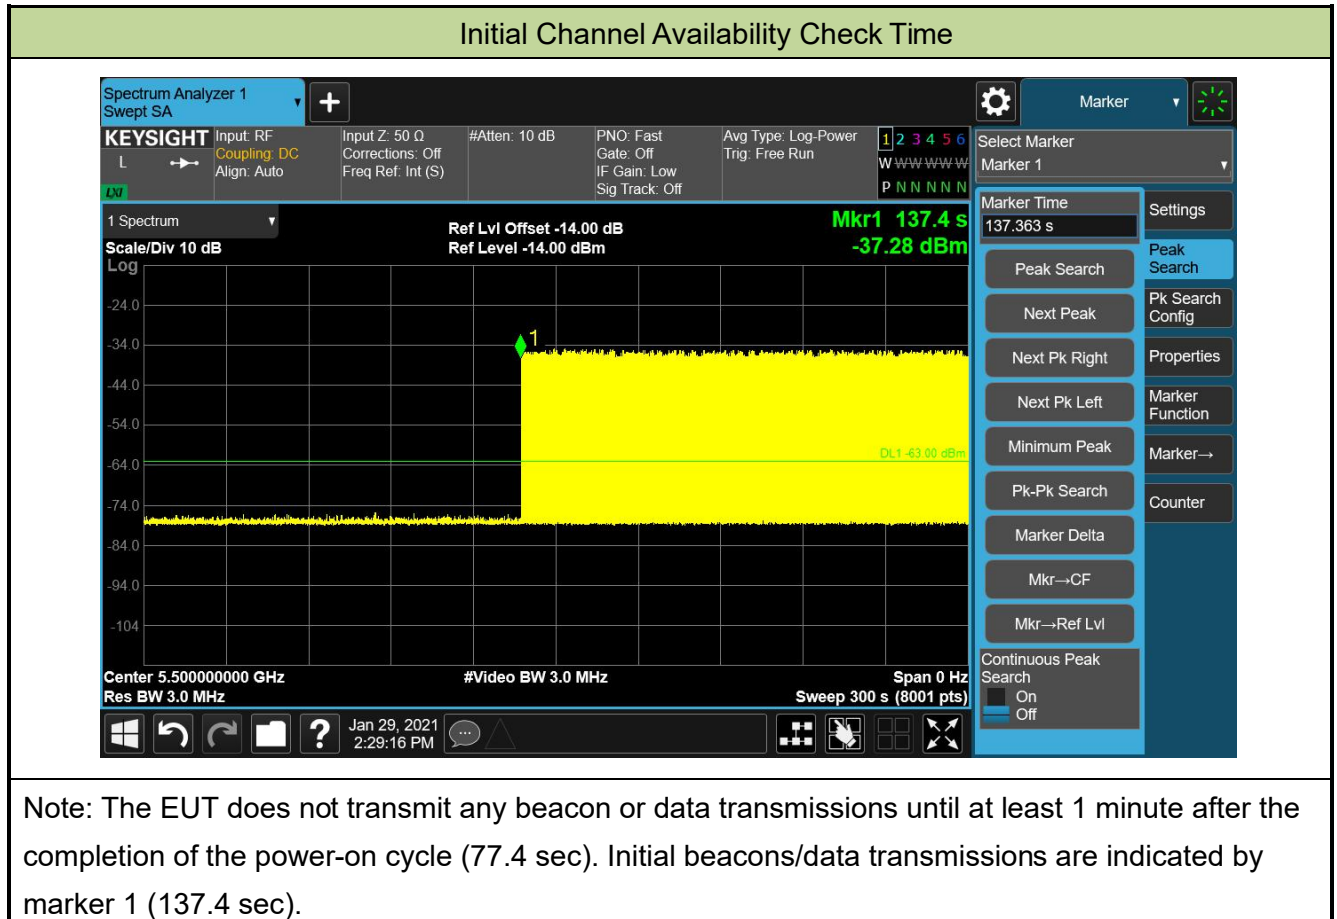 Initial Channel Availability Check Time
Spectrum Analyzer 1
Swept SA
Marker
KEYSIGHT
L
LXI
Input: RF
Coupling: DC
Align: Auto
Input Z: 50 Ω
Corrections: Off
Freq Ref: Int (S)
#Atten: 10 dB
PNO: Fast
Gate: Off
IF Gain: Low
Sig Track: Off
Avg Type: Log-Power
Trig: Free Run
1 2 3 4 5 6
W W W W W W
P N N N N N
Select Marker
Marker 1
1 Spectrum
Scale/Div 10 dB
Log
Ref Lvl Offset -14.00 dB
Ref Level -14.00 dBm
Mkr1 137.4 s
-37.28 dBm
-24.0
-34.0
-44.0
-54.0
-64.0
-74.0
-84.0
-94.0
-104
1
DL1 -63.00 dBm
Center 5.500000000 GHz
Res BW 3.0 MHz
#Video BW 3.0 MHz
Span 0 Hz
Sweep 300 s (8001 pts)
Marker Time
137.363 s
Peak Search
Next Peak
Next Pk Right
Next Pk Left
Minimum Peak
Pk-Pk Search
Marker Delta
Mkr→CF
Mkr→Ref Lvl
Continuous Peak
Search
On
Off
Settings
Peak
Search
Pk Search
Config
Properties
Marker
Function
Marker→
Counter
?
Jan 29, 2021
2:29:16 PM
Note: The EUT does not transmit any beacon or data transmissions until at least 1 minute after the
completion of the power-on cycle (77.4 sec). Initial beacons/data transmissions are indicated by
marker 1 (137.4 sec).